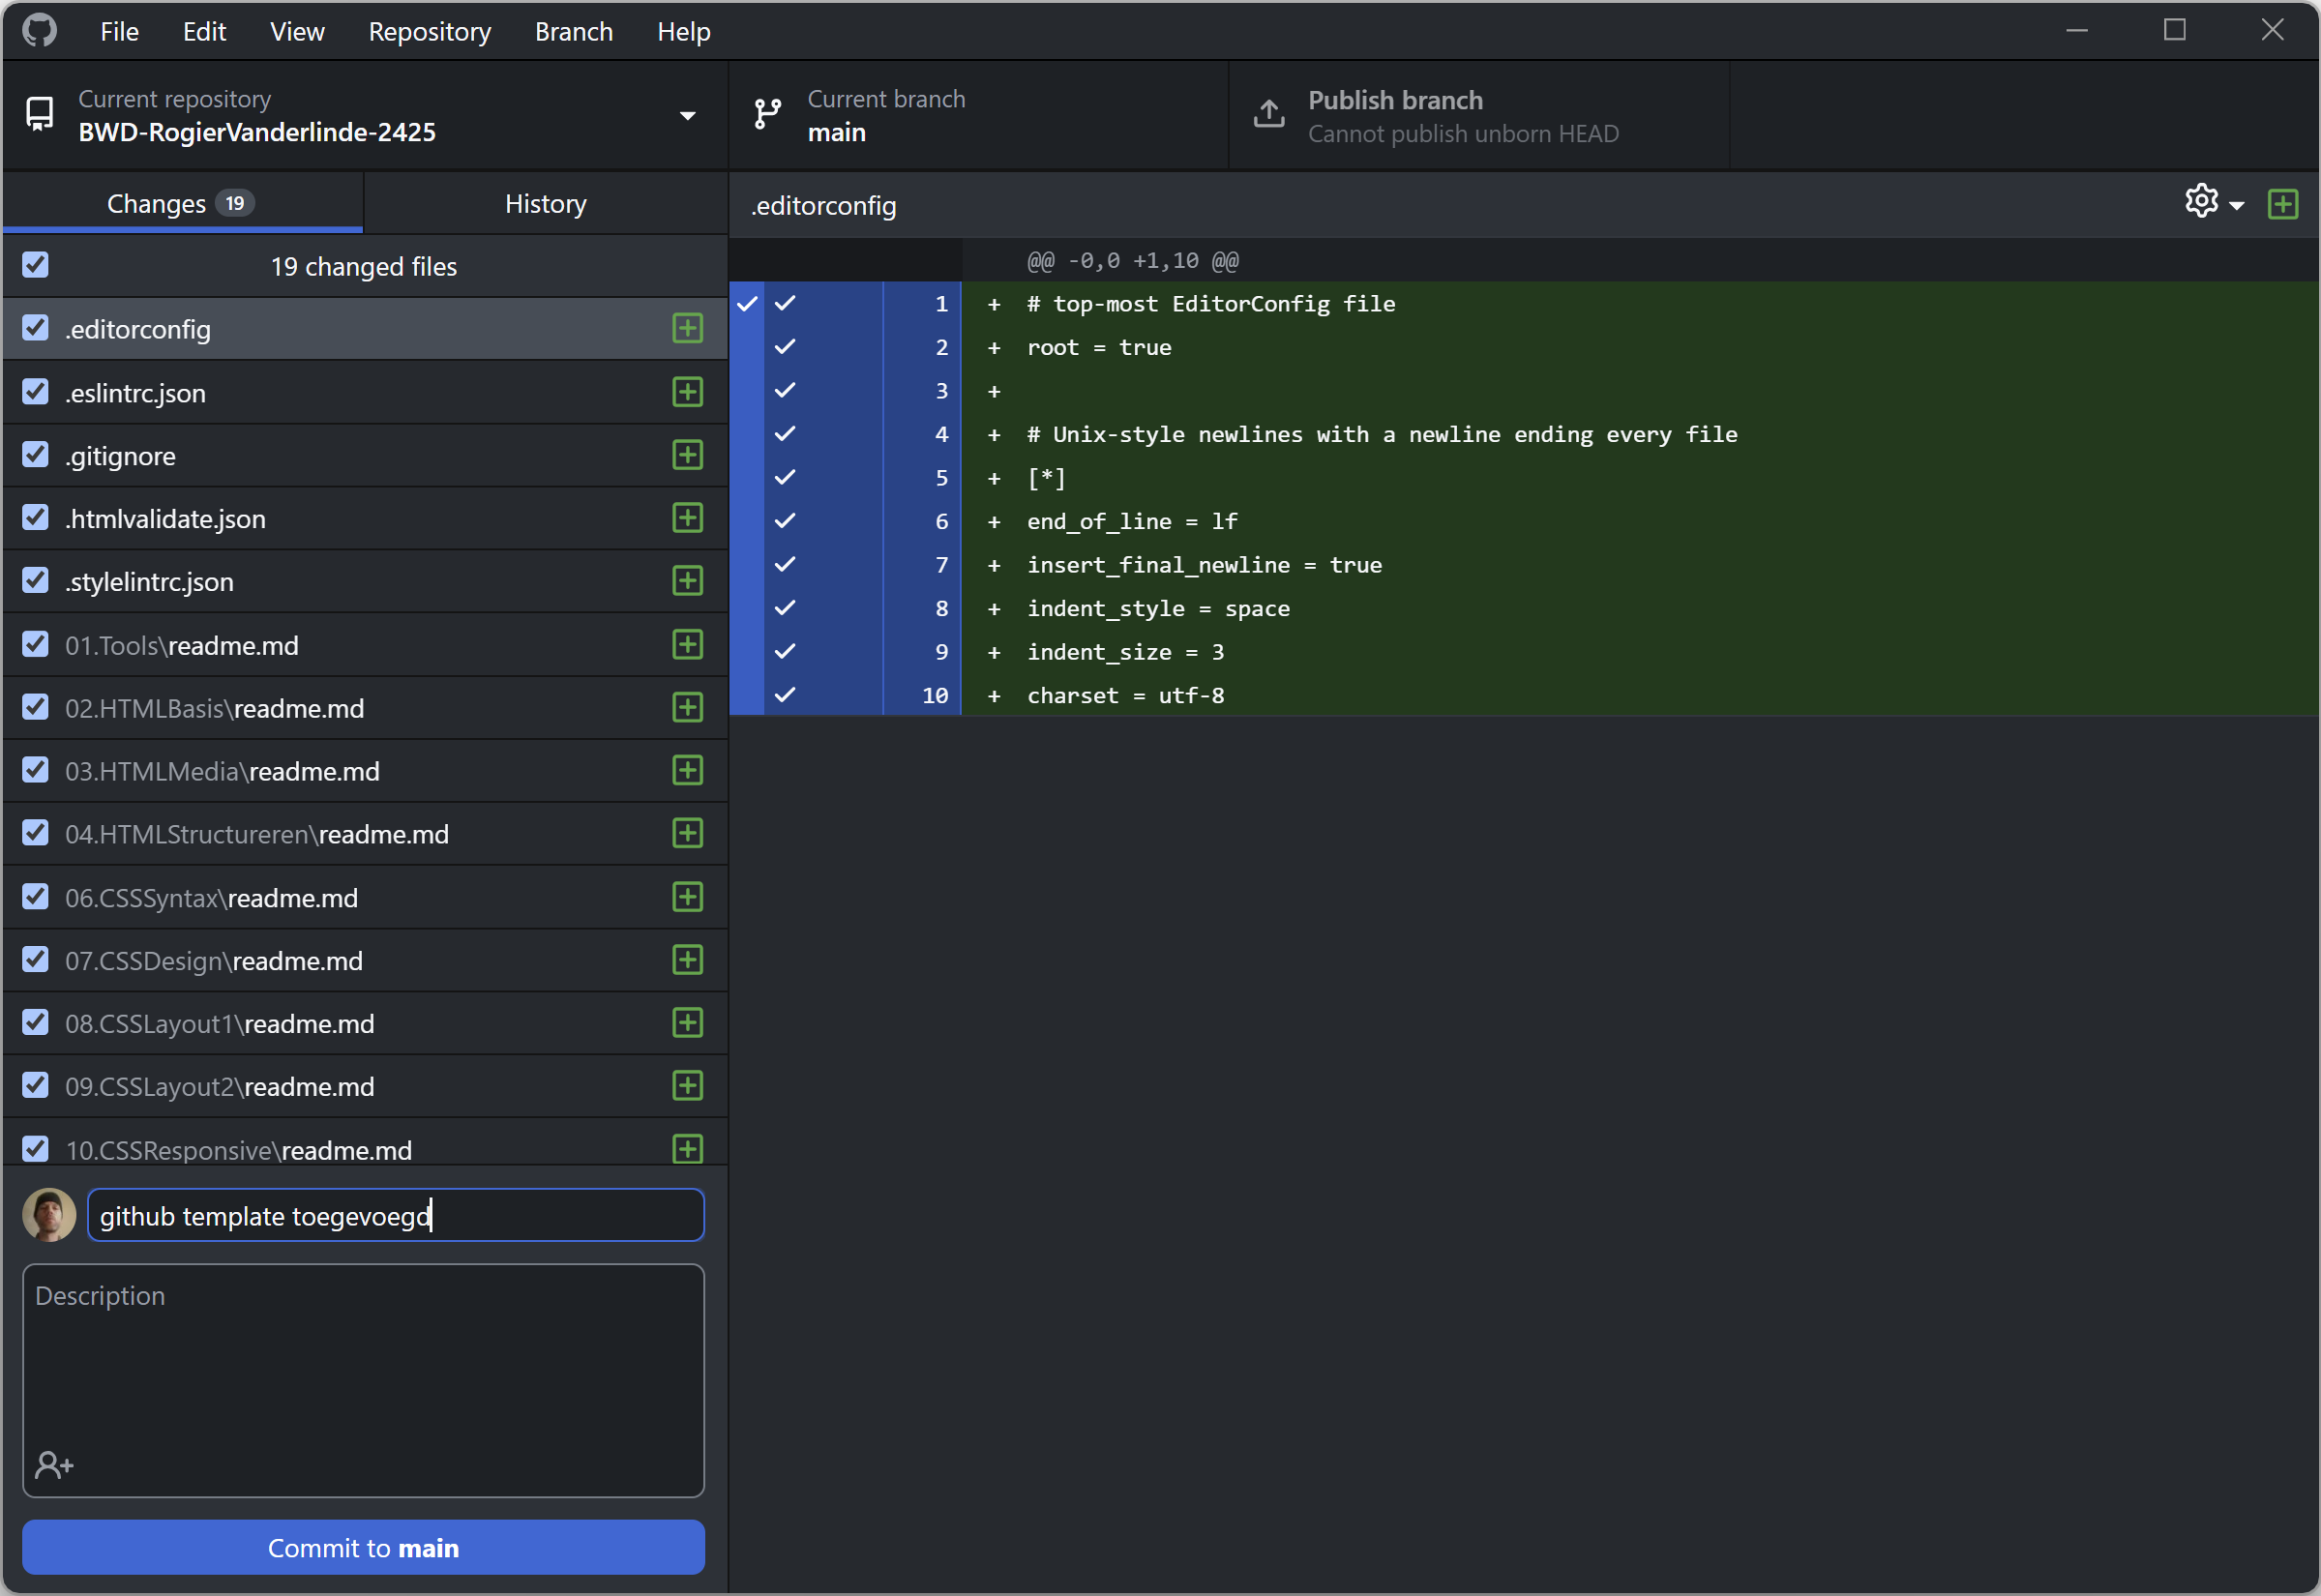 File Edit View Repository Branch Help
Current repository
BWD-RogierVanderlinde-2425
Current branch
main
Publish branch
Cannot publish unborn HEAD
Changes 19
History
19 changed files
.editorconfig
.eslintrc.json
.gitignore
.htmlvalidate.json
.stylelintrc.json
01.Tools\readme.md
02.HTMLBasis\readme.md
03.HTMLMedia\readme.md
04.HTMLStructureren\readme.md
06.CSSSyntax\readme.md
07.CSSDesign\readme.md
08.CSSLayout1\readme.md
09.CSSLayout2\readme.md
10.CSSResponsive\readme.md
github template toegevoegd
Description
Commit to main
.editorconfig
@@ -0,0 +1,10 @@
1 + # top-most EditorConfig file
2 + root = true
3 +
4 + # Unix-style newlines with a newline ending every file
5 + [*]
6 + end_of_line = lf
7 + insert_final_newline = true
8 + indent_style = space
9 + indent_size = 3
10 + charset = utf-8